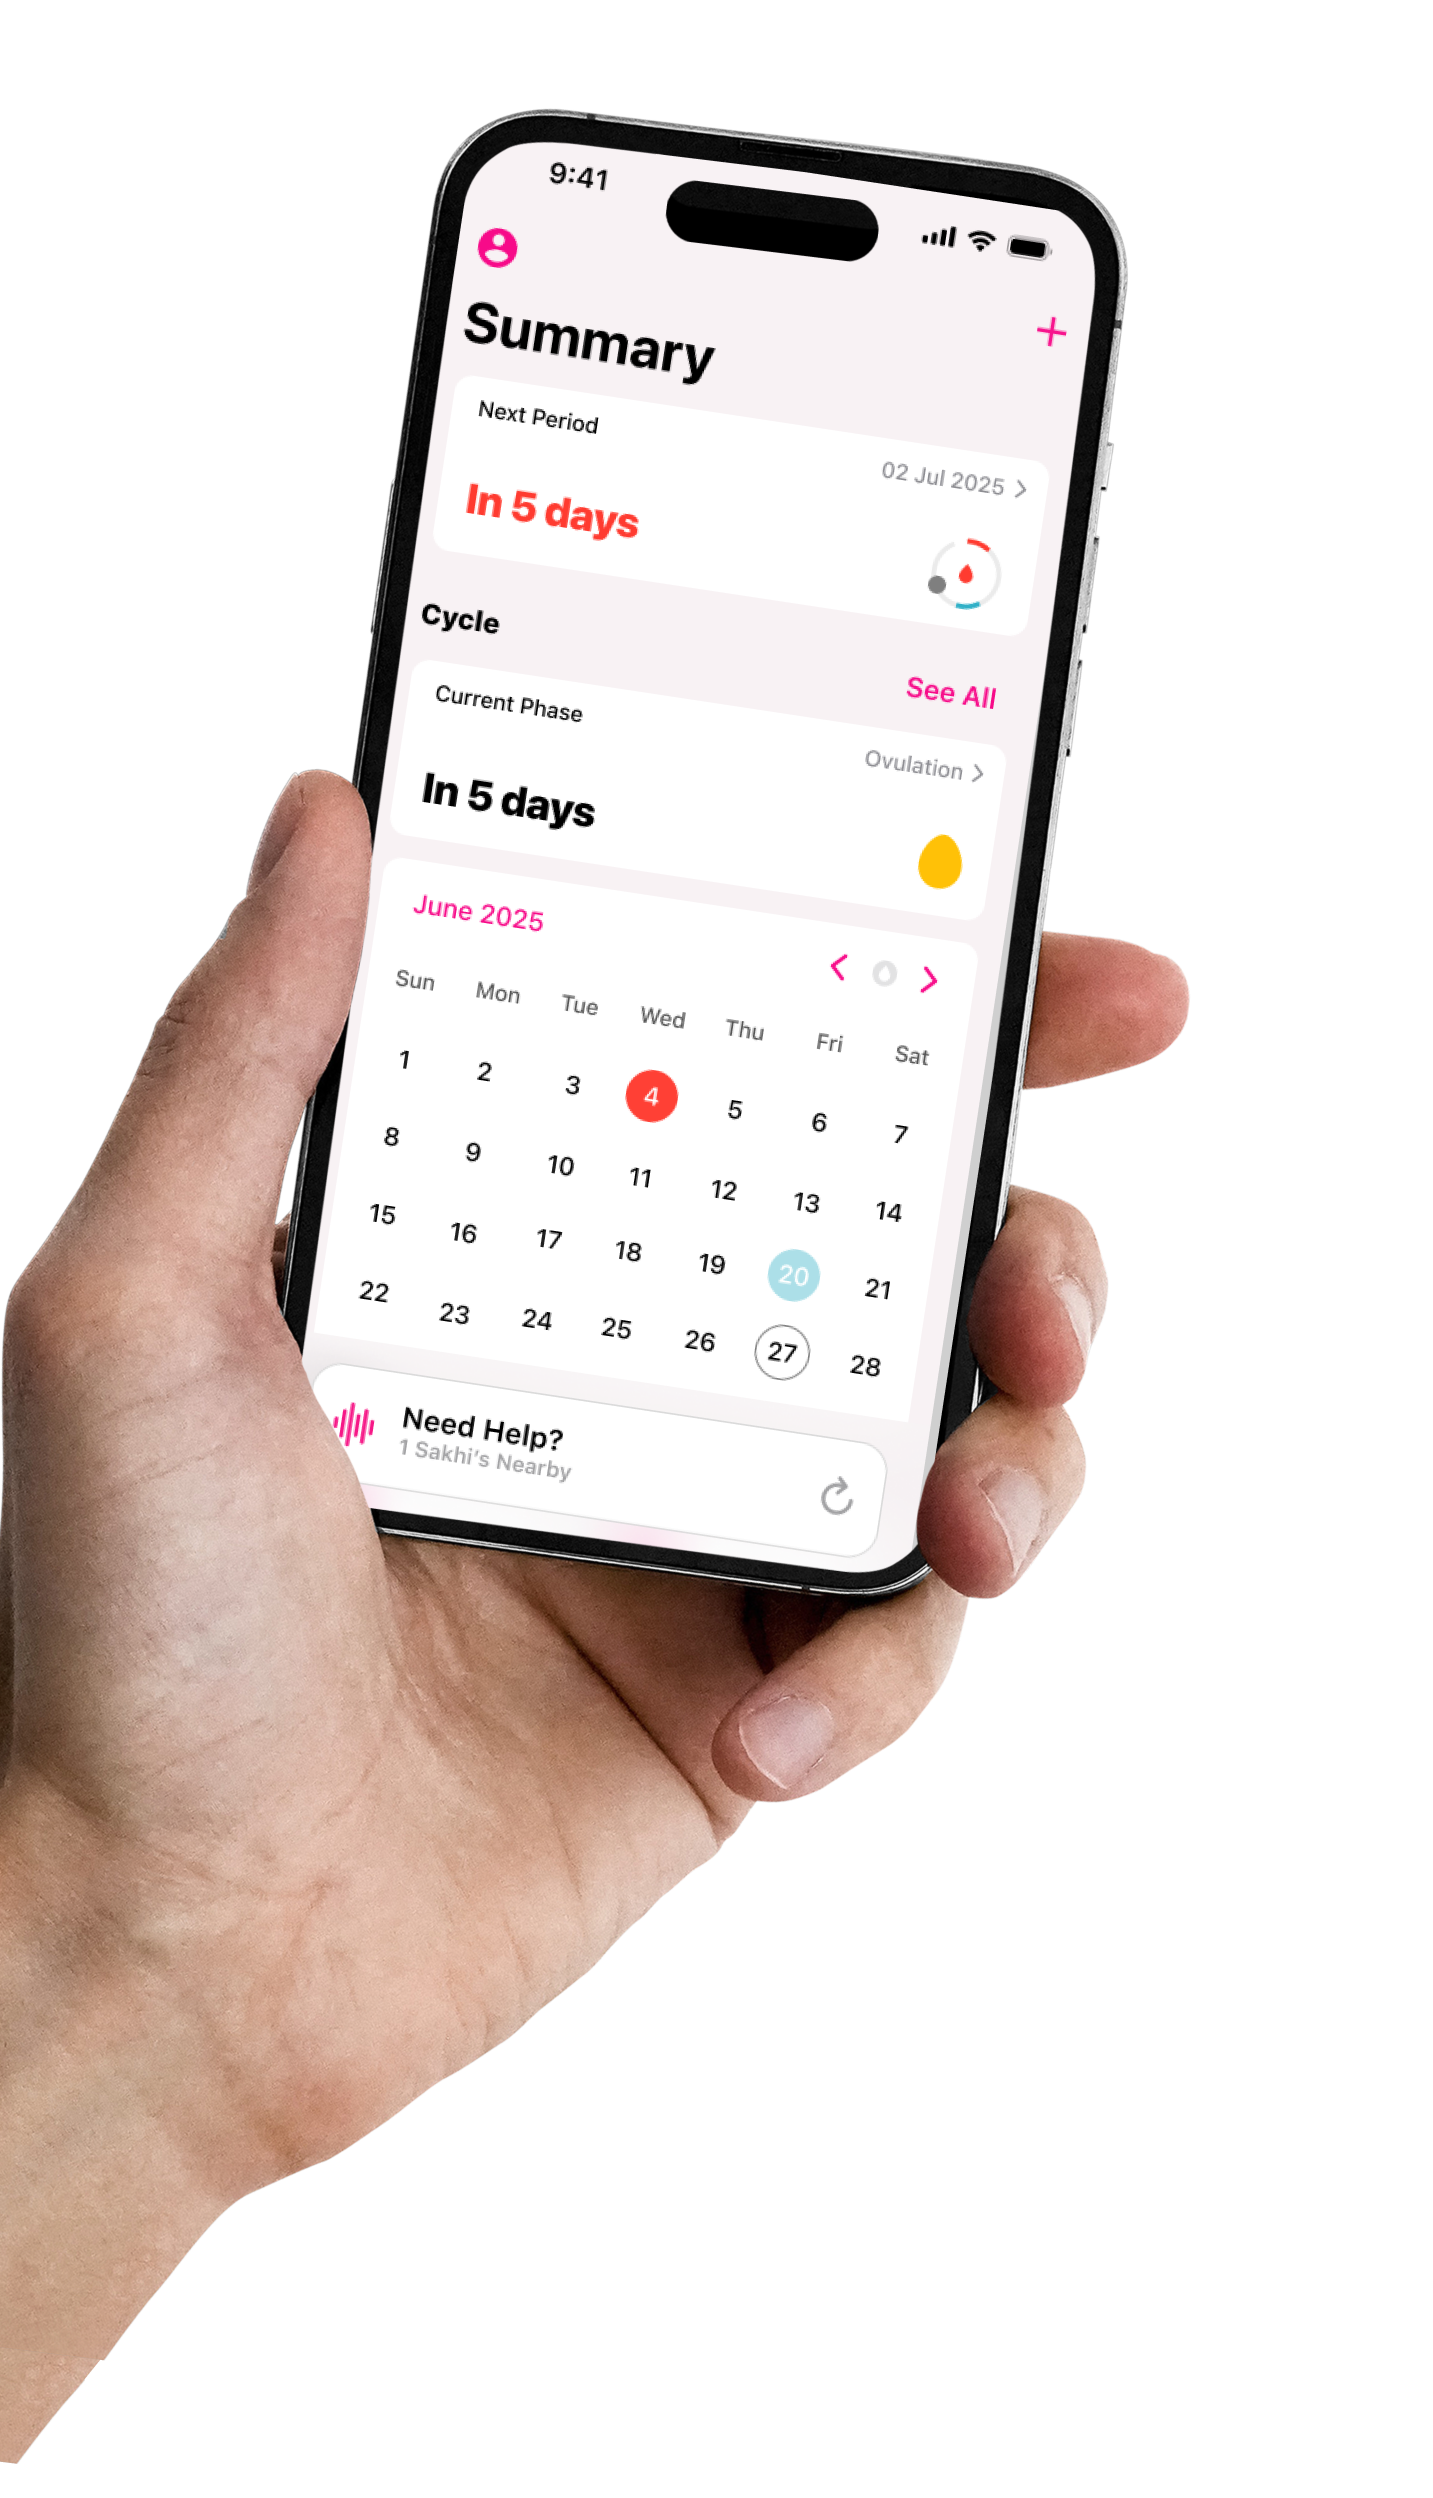 9:41
Summary
Next Period
02 Jul 2025
In 5 days
Cycle
See All
Current Phase
Ovulation
In 5 days
June 2025
Sun Mon Tue Wed Thu Fri Sat
1 2 3 4 5 6 7
8 9 10 11 12 13 14
15 16 17 18 19 20 21
22 23 24 25 26 27 28
Need Help?
1 Sakhi's Nearby